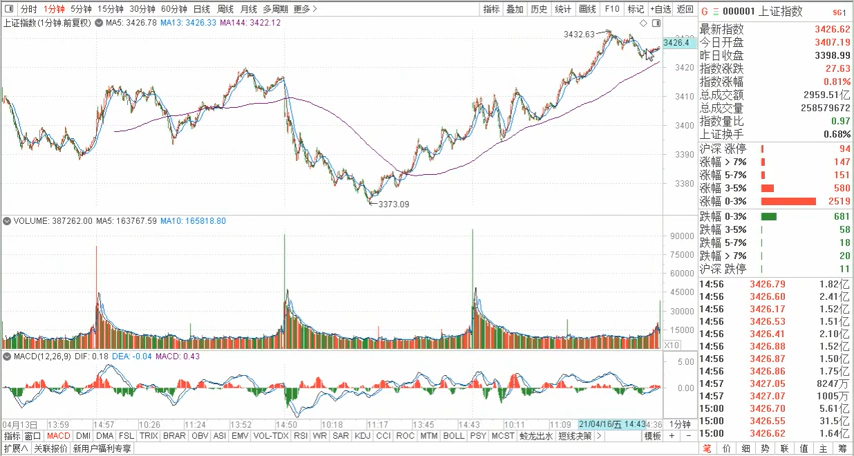 分时 1分钟 5分钟 15分钟 30分钟 60分钟 日线 周线 月线 多周期 更多> 指标 叠加 历史 统计 画线 F10 标记 +自选 返回
上证指数(1分钟,前复权) MA5: 3426.78 MA13: 3426.33 MA144: 3422.12
3432.63
3426.4
3420
3410
3400
3390
3380
3373.09
VOLUME: 387262.00 MA5: 163767.59 MA10: 165818.80
90000
75000
60000
45000
30000
15000
X10
MACD(12,26,9) DIF: 0.18 DEA: -0.04 MACD: 0.43
5.00
0.00
04月13日 13:59 14:57 10:26 11:24 13:52 14:50 10:18 11:17 13:45 14:43 10:11 11:09 21/04/16/五 14:43 4:36 1分钟
指标 窗口 MACD DMI DMA FSL TRIX BRAR OBV ASI EMV VOL-TDX RSI WR SAR KDJ CCI ROC MTM BOLL PSY MCST 蛟龙出水 短线决策 > 模板 + -
扩展∧ 关联报价 新用户福利专享
G 000001 上证指数 SG1
最新指数 3426.62
今日开盘 3407.19
昨日收盘 3398.99
指数涨跌 27.63
指数涨幅 0.81%
总成交额 2959.51亿
总成交量 258579672
指数量比 0.97
上证换手 0.68%
沪深 涨停 94
涨幅 > 7% 147
涨幅 5-7% 151
涨幅 3-5% 580
涨幅 0-3% 2519
跌幅 0-3% 681
跌幅 3-5% 58
跌幅 5-7% 18
跌幅 > 7% 20
沪深 跌停 11
14:56 3426.79 1.82亿
14:56 3426.60 2.41亿
14:56 3426.17 1.52亿
14:56 3426.53 1.51亿
14:56 3426.41 2.10亿
14:56 3426.88 1.52亿
14:56 3426.87 1.50亿
14:56 3426.86 1.75亿
14:57 3427.05 8247万
14:57 3427.07 1005万
15:00 3426.70 5.61亿
15:00 3426.55 31.5亿
15:00 3426.62 1.64亿
笔 价 细 势 联 值 主 筹